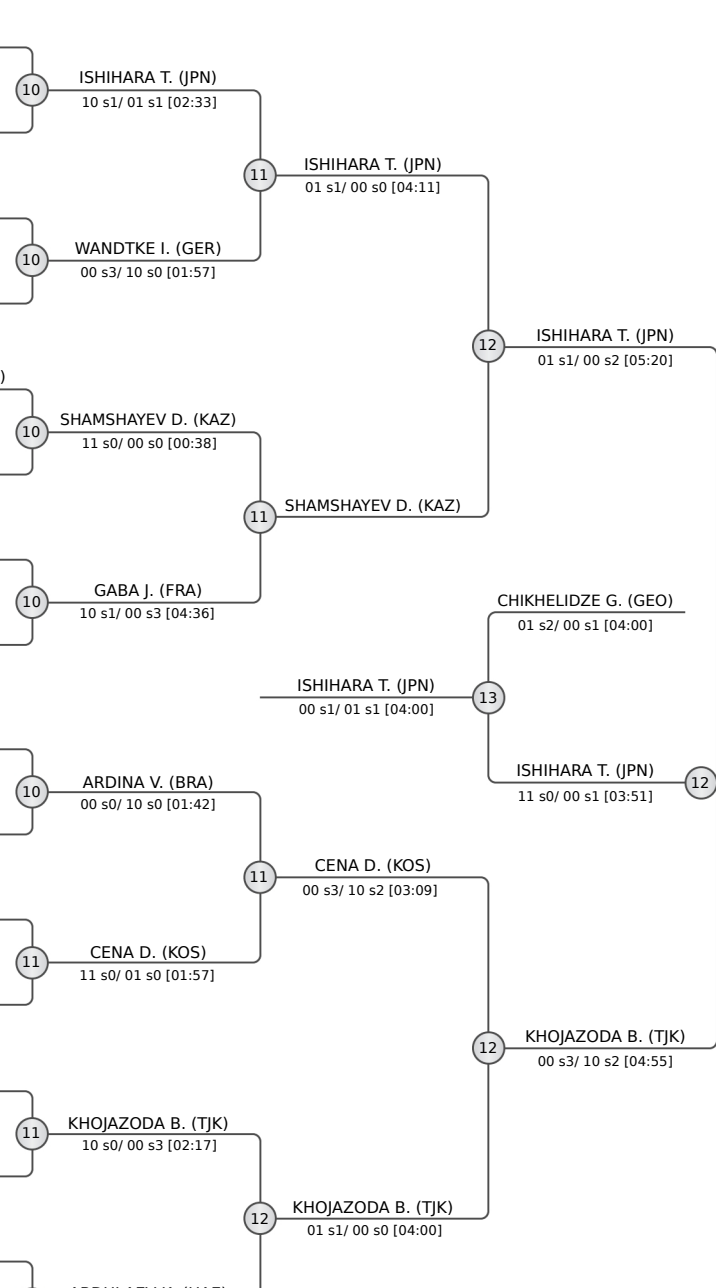 10
ISHIHARA T. (JPN)
10 s1/ 01 s1 [02:33]
11
ISHIHARA T. (JPN)
01 s1/ 00 s0 [04:11]
10
WANDTKE I. (GER)
00 s3/ 10 s0 [01:57]
12
ISHIHARA T. (JPN)
01 s1/ 00 s2 [05:20]
)
10
SHAMSHAYEV D. (KAZ)
11 s0/ 00 s0 [00:38]
11
SHAMSHAYEV D. (KAZ)
10
GABA J. (FRA)
10 s1/ 00 s3 [04:36]
CHIKHELIDZE G. (GEO)
01 s2/ 00 s1 [04:00]
ISHIHARA T. (JPN)
00 s1/ 01 s1 [04:00]
13
ISHIHARA T. (JPN)
11 s0/ 00 s1 [03:51]
12
10
ARDINA V. (BRA)
00 s0/ 10 s0 [01:42]
11
CENA D. (KOS)
00 s3/ 10 s2 [03:09]
11
CENA D. (KOS)
11 s0/ 01 s0 [01:57]
12
KHOJAZODA B. (TJK)
00 s3/ 10 s2 [04:55]
11
KHOJAZODA B. (TJK)
10 s0/ 00 s3 [02:17]
12
KHOJAZODA B. (TJK)
01 s1/ 00 s0 [04:00]